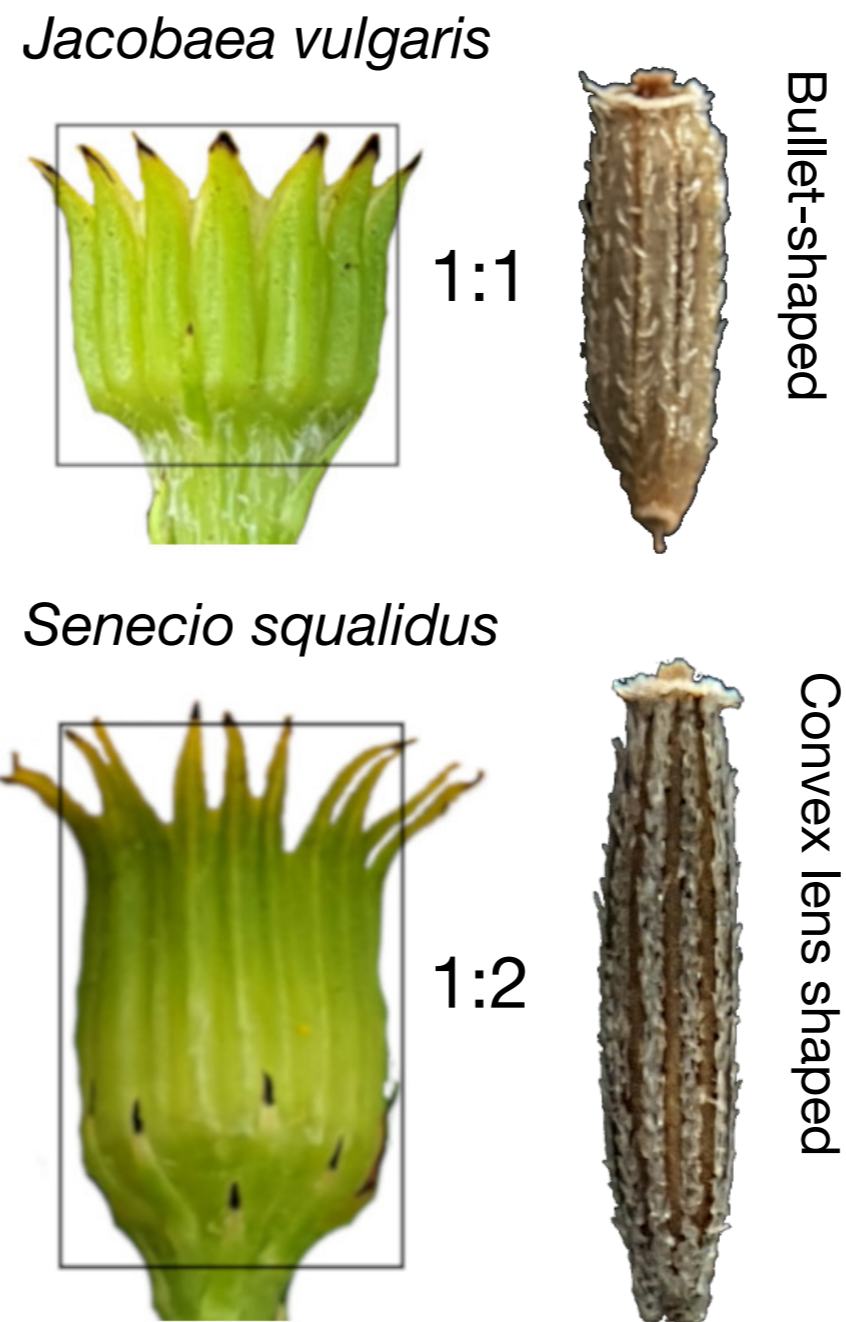 Jacobaea vulgaris
1:1
Bullet-shaped
Senecio squalidus
1:2
Convex lens shaped